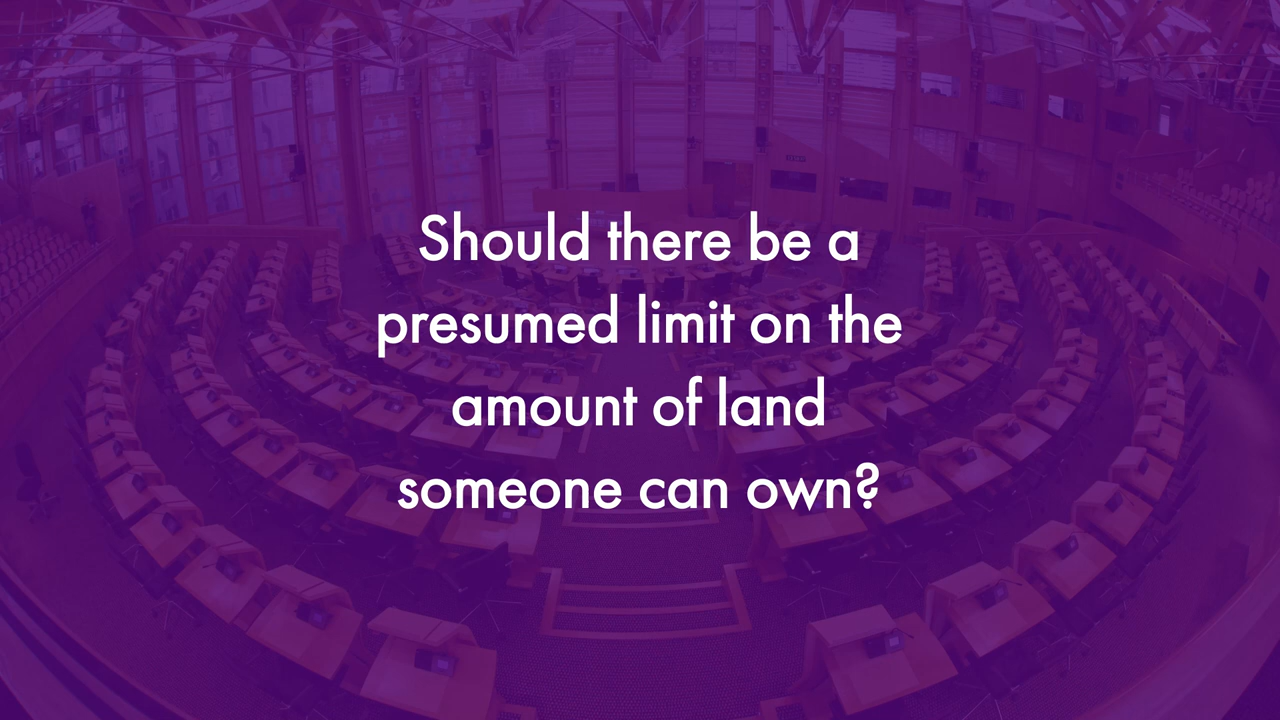 Should there be a
presumed limit on the
amount of land
someone can own?